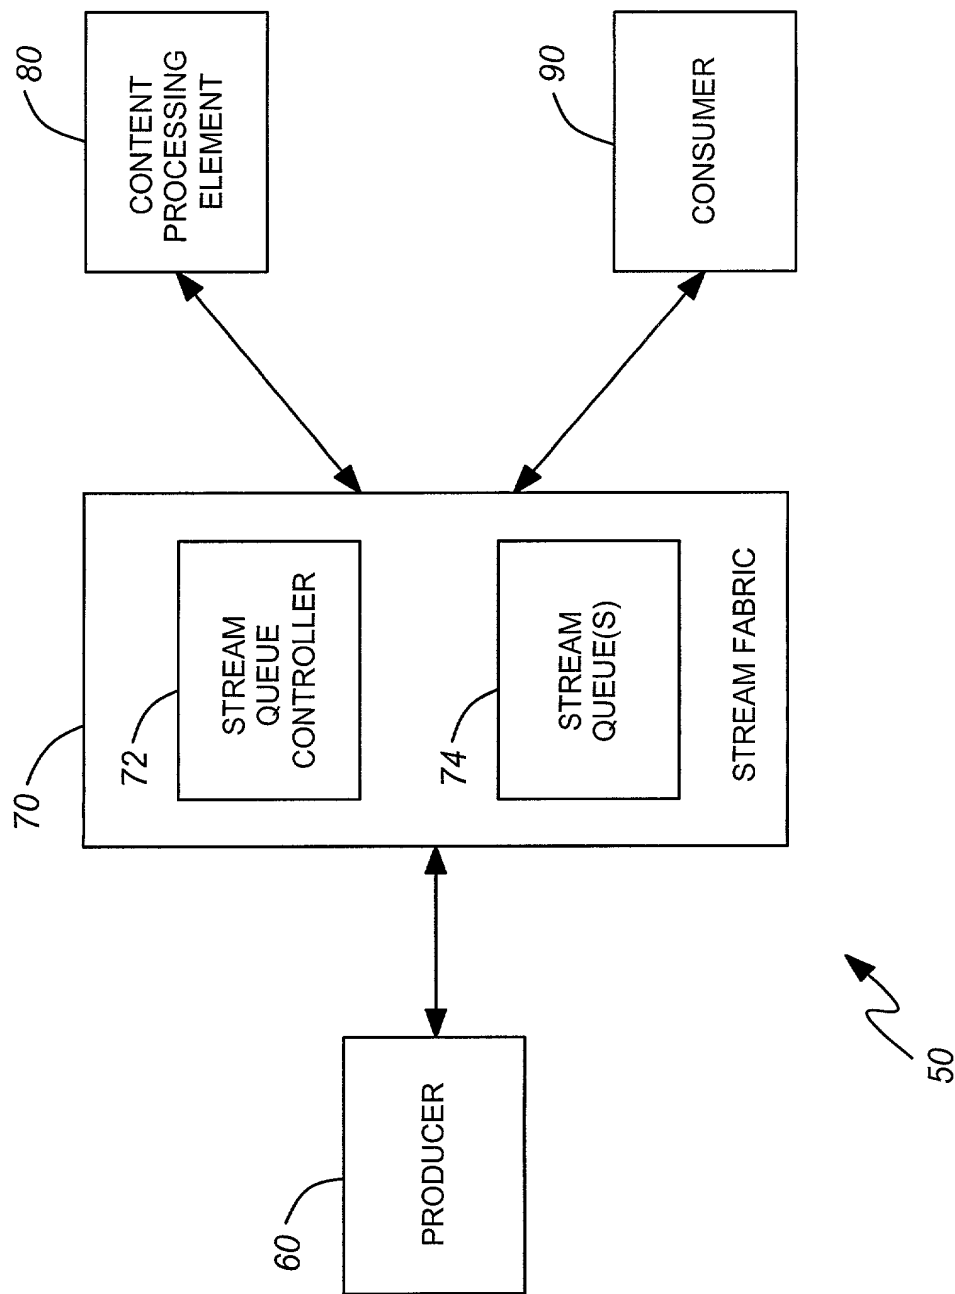 70
72
STREAM
QUEUE
CONTROLLER
74
STREAM
QUEUE(S)
STREAM FABRIC
80
CONTENT
PROCESSING
ELEMENT
90
CONSUMER
60
PRODUCER
50